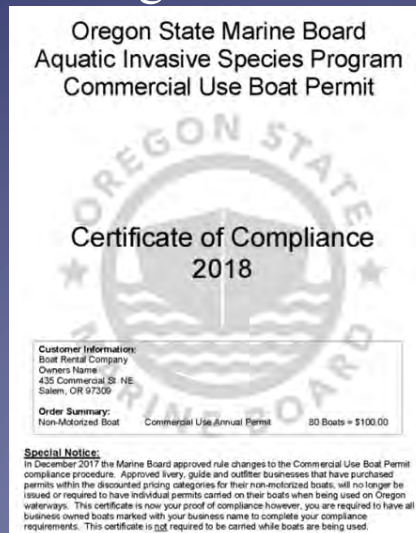 Oregon State Marine Board
Aquatic Invasive Species Program
Commercial Use Boat Permit
OREGON STATE
MARINE BOARD
Certificate of Compliance
2018
Customer Information:
Boat Rental Company
Owners Name
435 Commercial St. NE
Salem, OR 97309
Order Summary:
Non-Motorized Boat Commercial Use Annual Permit 80 Boats = $100.00
Special Notice:
In December 2017 the Marine Board approved rule changes to the Commercial Use Boat Permit
compliance procedure. Approved livery, guide and outfitter businesses that have purchased
permits within the discounted pricing categories for their non-motorized boats, will no longer be
issued or required to have individual permits carried on their boats when being used on Oregon
waterways. This certificate is now your proof of compliance however, you are required to have all
business owned boats marked with your business name to complete your compliance
requirements. This certificate is not required to be carried while boats are being used.